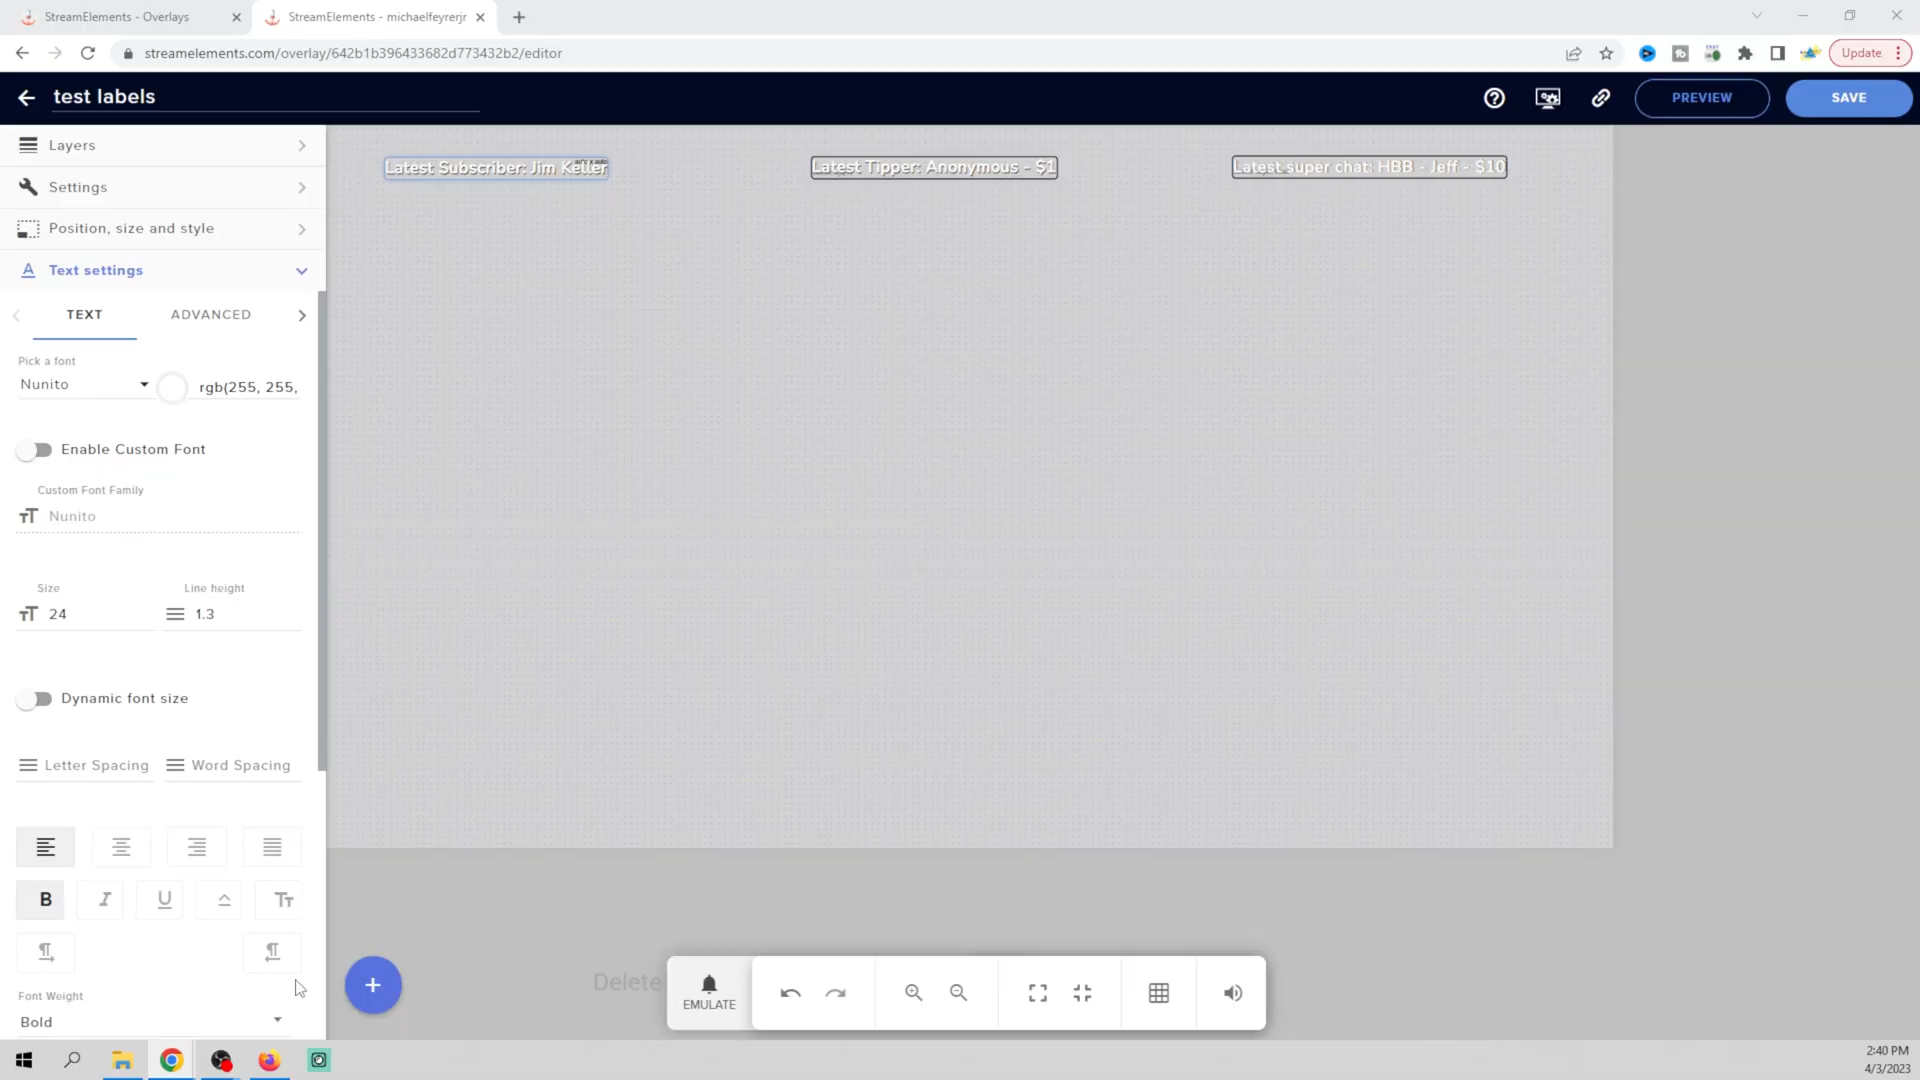 StreamElements - Overlays
StreamElements - michaelfeyrerjr
streamelements.com/overlay/642b1b396433682d773432b2/editor
Update
test labels
PREVIEW
SAVE
Layers
Settings
Position, size and style
Text settings
TEXT
ADVANCED
Pick a font
Nunito
rgb(255, 255,
Enable Custom Font
Custom Font Family
Nunito
Size
Line height
24
1.3
Dynamic font size
Letter Spacing
Word Spacing
B
I
U
Tt
Font Weight
Bold
Latest Subscriber: Jim Keller
Latest Tipper: Anonymous - $1
Latest super chat: HBB - Jeff - $10
Delete
EMULATE
2:40 PM
4/3/2023